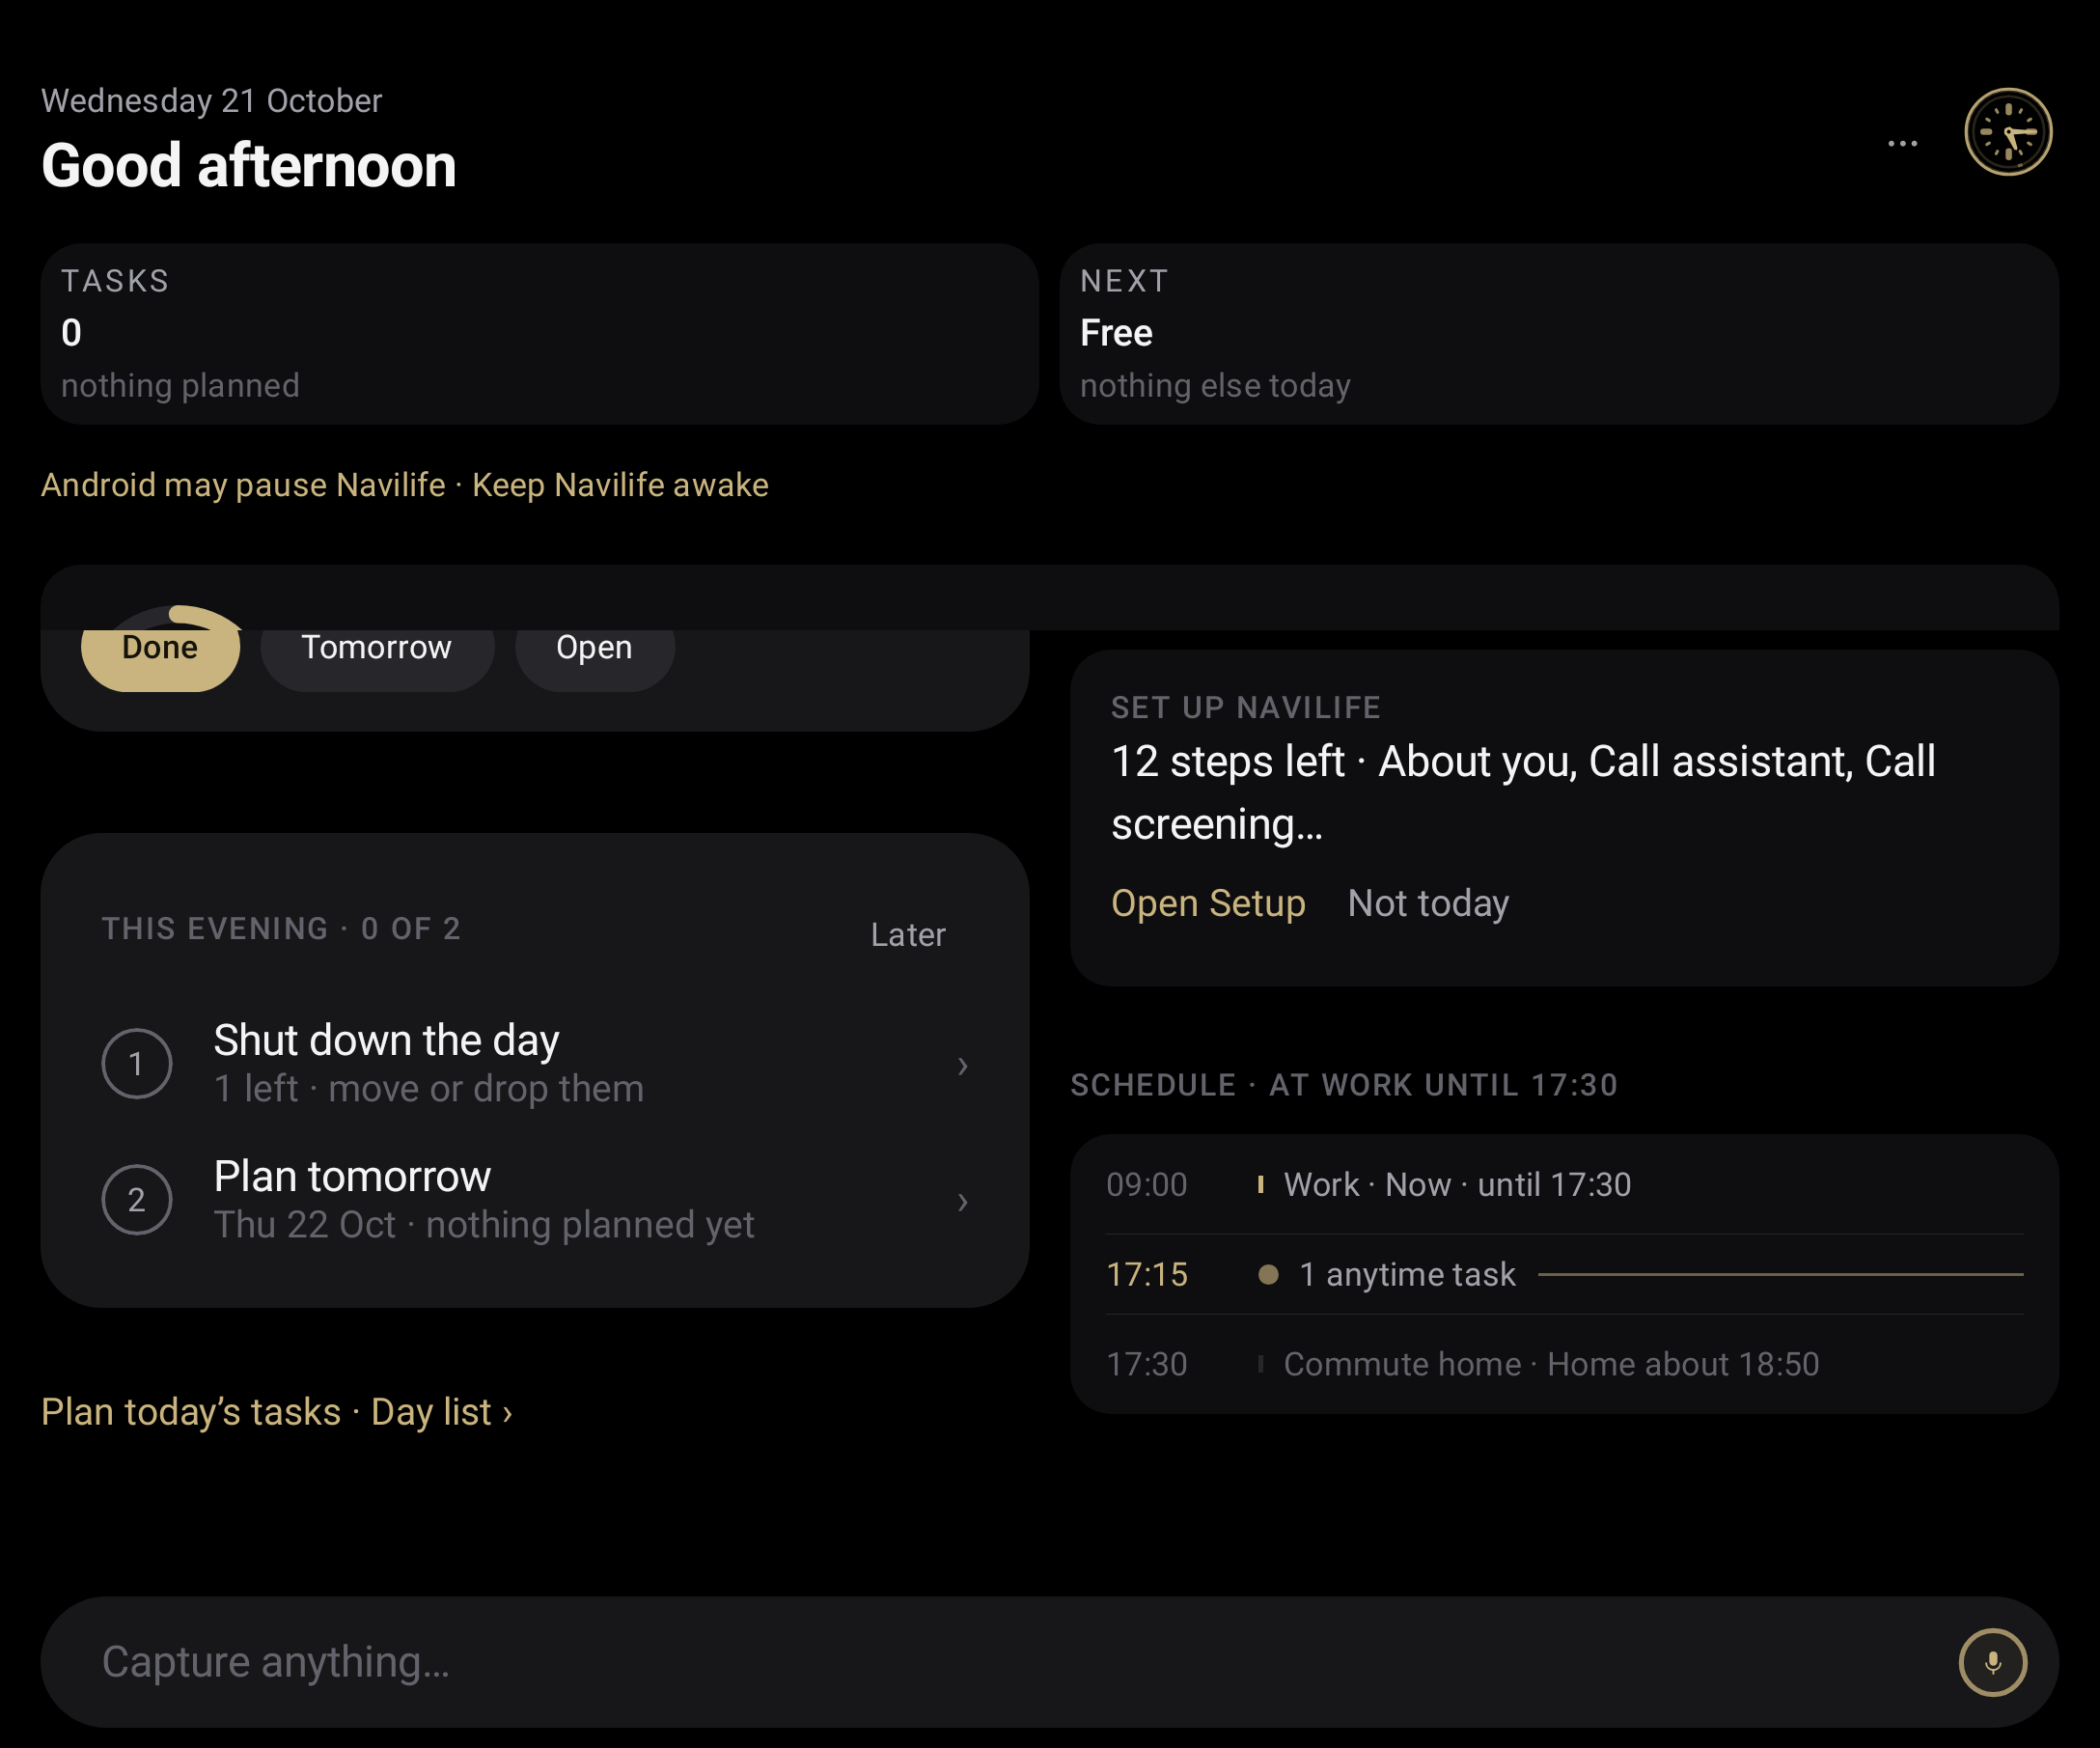 Wednesday 21 October
Good afternoon
TASKS
0
nothing planned
NEXT
Free
nothing else today
Android may pause Navilife · Keep Navilife awake
Done
Tomorrow
Open
THIS EVENING · 0 OF 2
Later
1
Shut down the day
1 left · move or drop them
›
2
Plan tomorrow
Thu 22 Oct · nothing planned yet
›
Plan today’s tasks · Day list ›
SET UP NAVILIFE
12 steps left · About you, Call assistant, Call
screening…
Open Setup
Not today
SCHEDULE · AT WORK UNTIL 17:30
09:00
Work · Now · until 17:30
17:15
1 anytime task
17:30
Commute home · Home about 18:50
Capture anything…